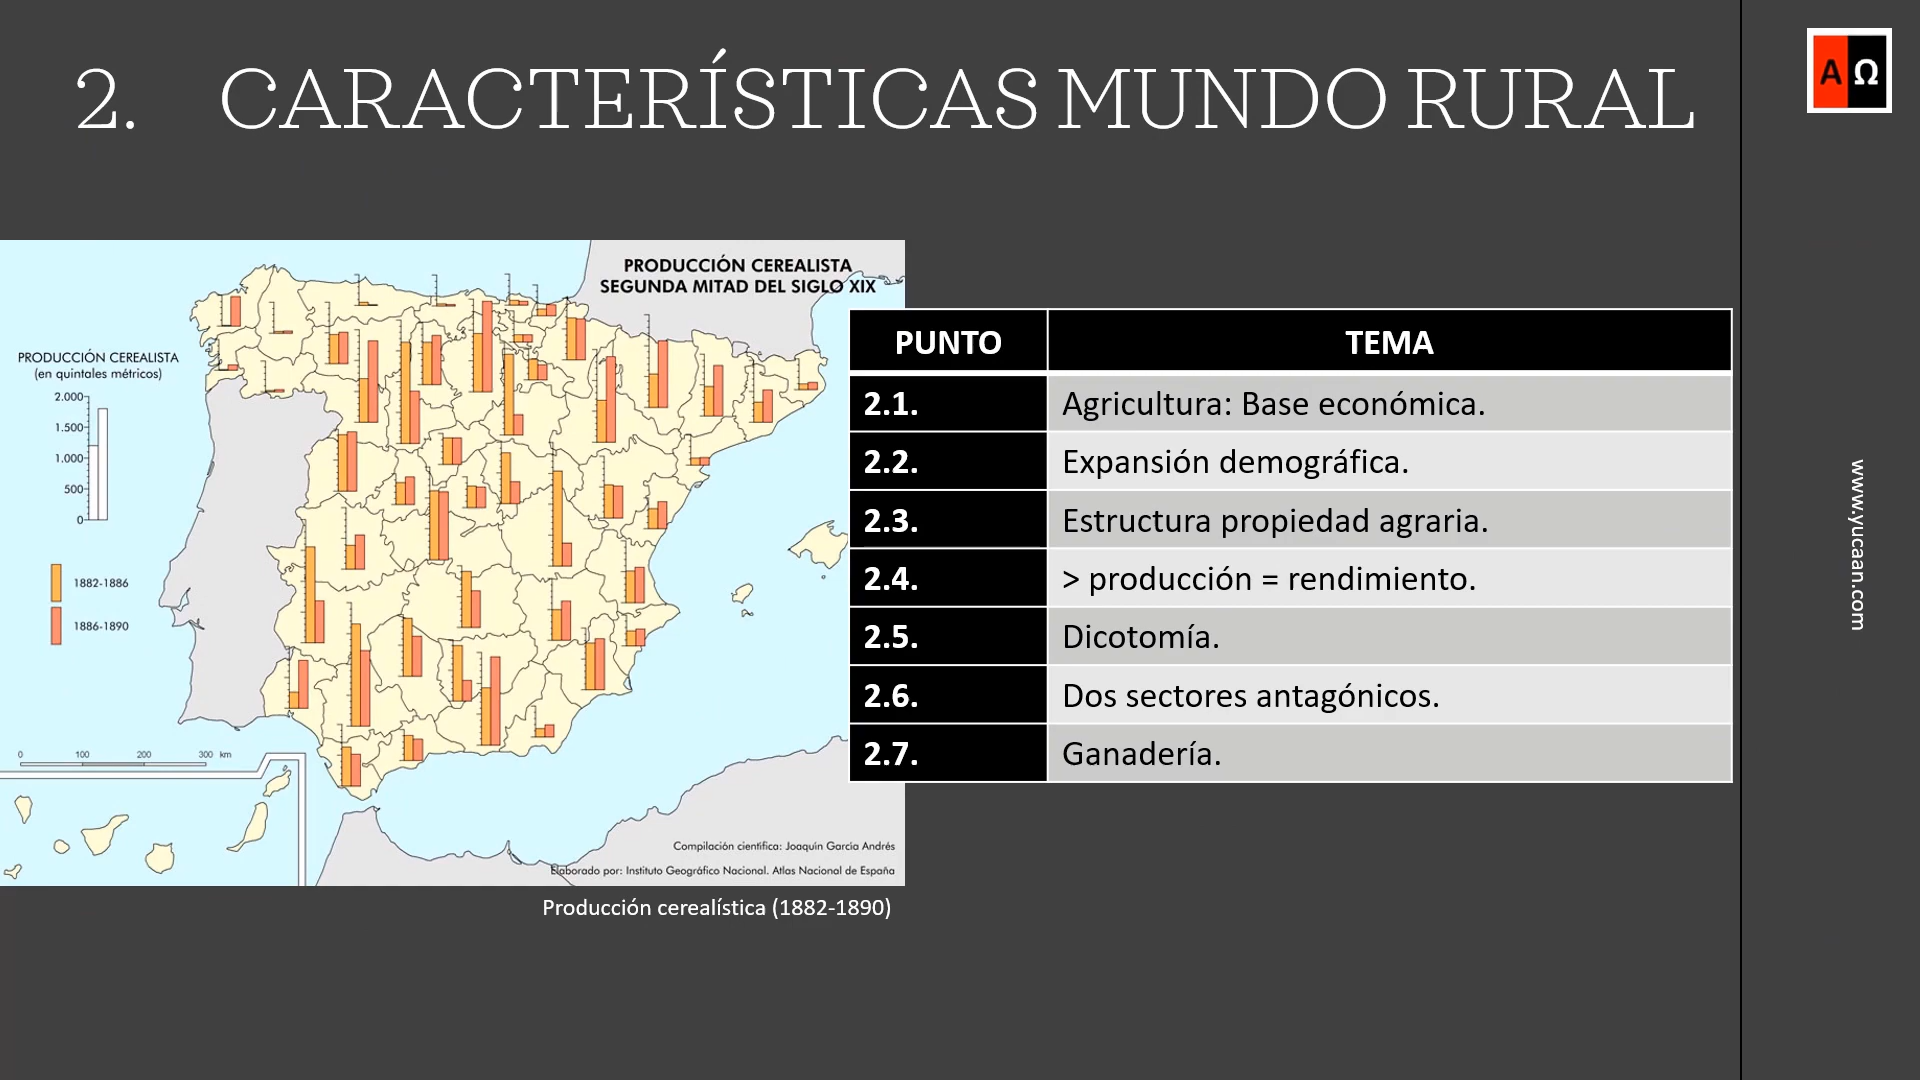 2. CARACTERÍSTICAS MUNDO RURAL
A Ω
PRODUCCIÓN CEREALISTA
SEGUNDA MITAD DEL SIGLO XIX
PRODUCCIÓN CEREALISTA
(en quintales métricos)
2.000
1.500
1.000
500
0
1882-1886
1886-1890
0 100 200 300 km
Compilación científica: Joaquín García Andrés
Elaborado por: Instituto Geográfico Nacional. Atlas Nacional de España
Producción cerealística (1882-1890)
PUNTO TEMA
2.1. Agricultura: Base económica.
2.2. Expansión demográfica.
2.3. Estructura propiedad agraria.
2.4. > producción = rendimiento.
2.5. Dicotomía.
2.6. Dos sectores antagónicos.
2.7. Ganadería.
www.yucaan.com